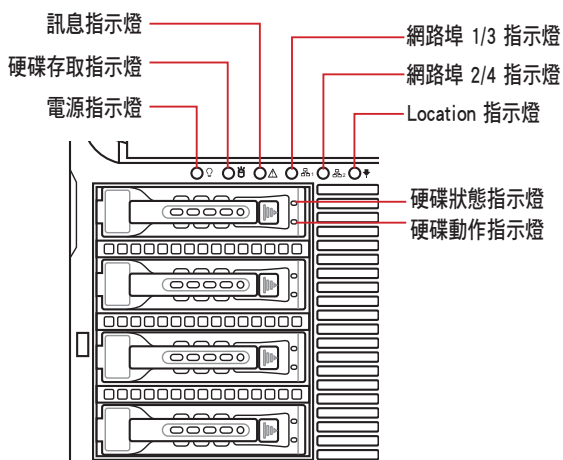 訊息指示燈
硬碟存取指示燈
電源指示燈
網路埠 1/3 指示燈
網路埠 2/4 指示燈
Location 指示燈
1
2
硬碟狀態指示燈
硬碟動作指示燈